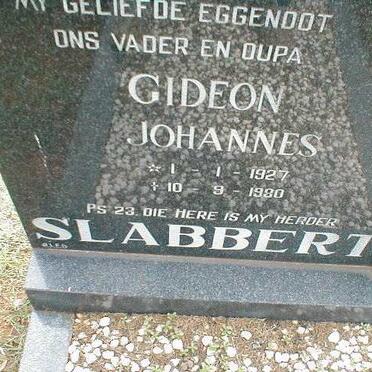 MY GELIEFDE EGGENOOT
ONS VADER EN OUPA
GIDEON
JOHANNES
* 1 - 1 - 1927
† 10 - 9 - 1980
PS 23. DIE HERE IS MY HERDER
SLABBERT